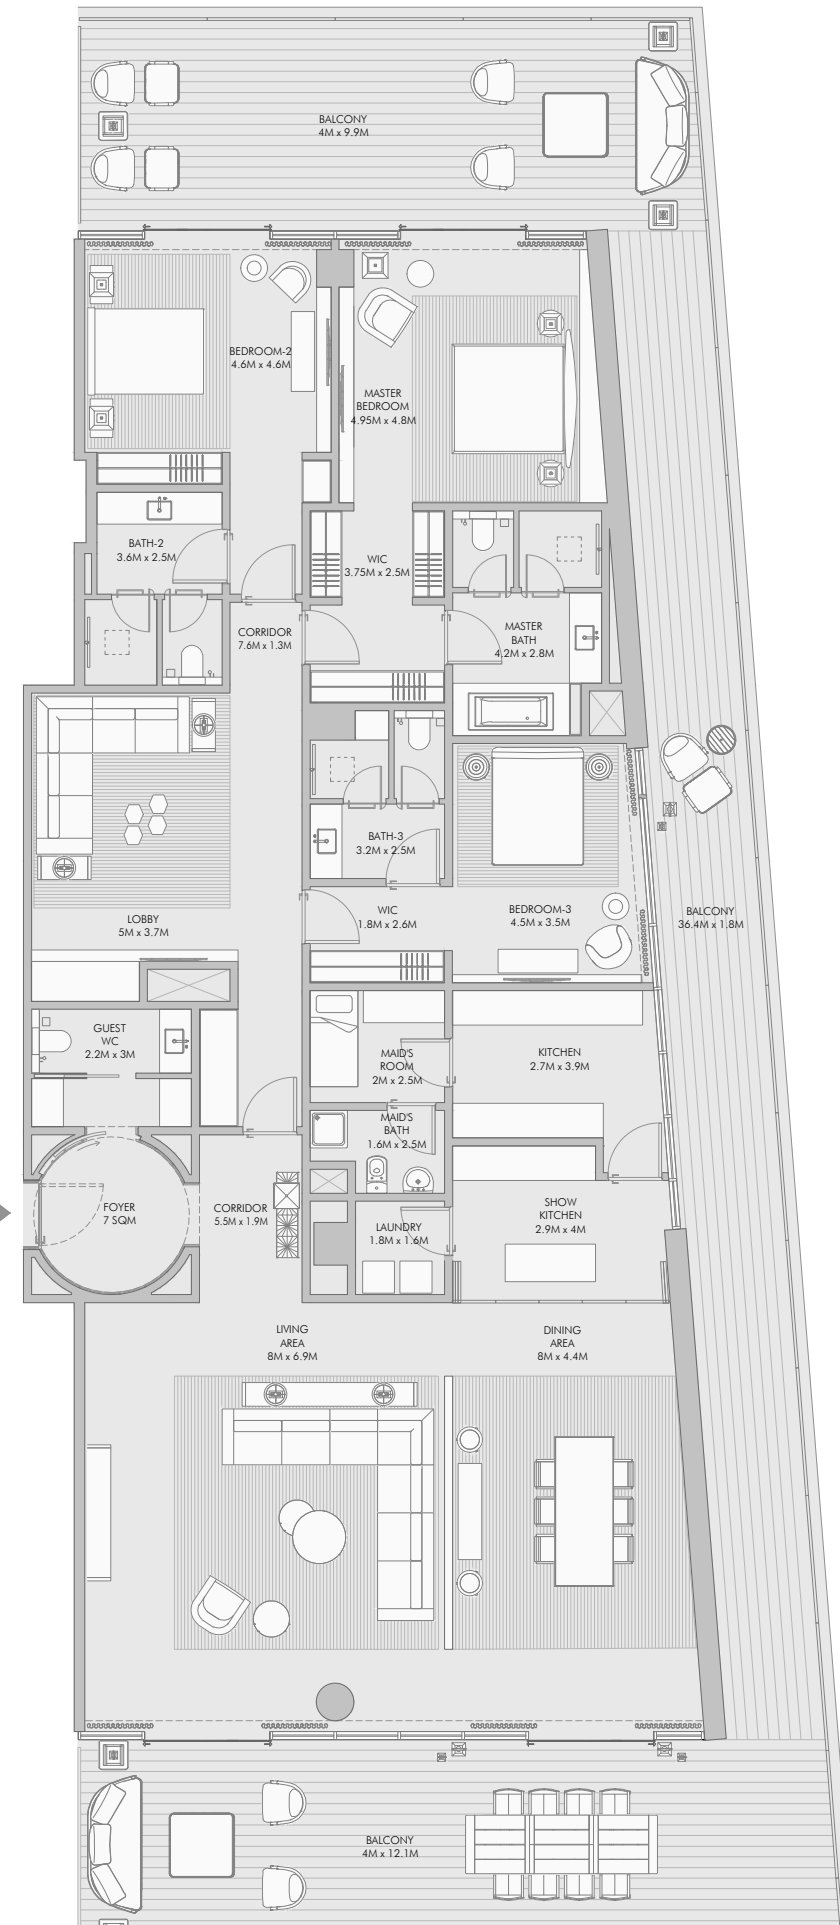 BALCONY
4M x 9.9M
BEDROOM-2
4.6M x 4.6M
MASTER
BEDROOM
4.95M x 4.8M
BATH-2
3.6M x 2.5M
WIC
3.75M x 2.5M
CORRIDOR
7.6M x 1.3M
MASTER
BATH
4.2M x 2.8M
BATH-3
3.2M x 2.5M
LOBBY
5M x 3.7M
WIC
1.8M x 2.6M
BEDROOM-3
4.5M x 3.5M
BALCONY
36.4M x 1.8M
GUEST
WC
2.2M x 3M
MAID'S
ROOM
2M x 2.5M
KITCHEN
2.7M x 3.9M
MAID'S
BATH
1.6M x 2.5M
FOYER
7 SQM
CORRIDOR
5.5M x 1.9M
LAUNDRY
1.8M x 1.6M
SHOW
KITCHEN
2.9M x 4M
LIVING
AREA
8M x 6.9M
DINING
AREA
8M x 4.4M
BALCONY
4M x 12.1M